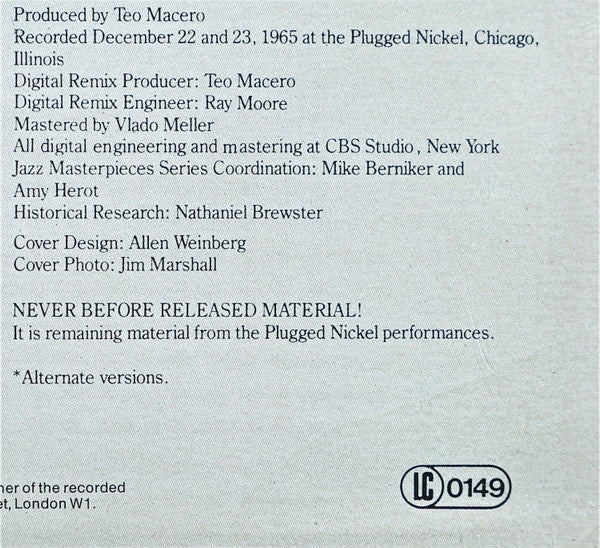 Produced by Teo Macero
Recorded December 22 and 23, 1965 at the Plugged Nickel, Chicago,
Illinois
Digital Remix Producer: Teo Macero
Digital Remix Engineer: Ray Moore
Mastered by Vlado Meller
All digital engineering and mastering at CBS Studio, New York
Jazz Masterpieces Series Coordination: Mike Berniker and
Amy Herot
Historical Research: Nathaniel Brewster
Cover Design: Allen Weinberg
Cover Photo: Jim Marshall
NEVER BEFORE RELEASED MATERIAL!
It is remaining material from the Plugged Nickel performances.
*Alternate versions.
of the recorded
London W1.
LC 0149